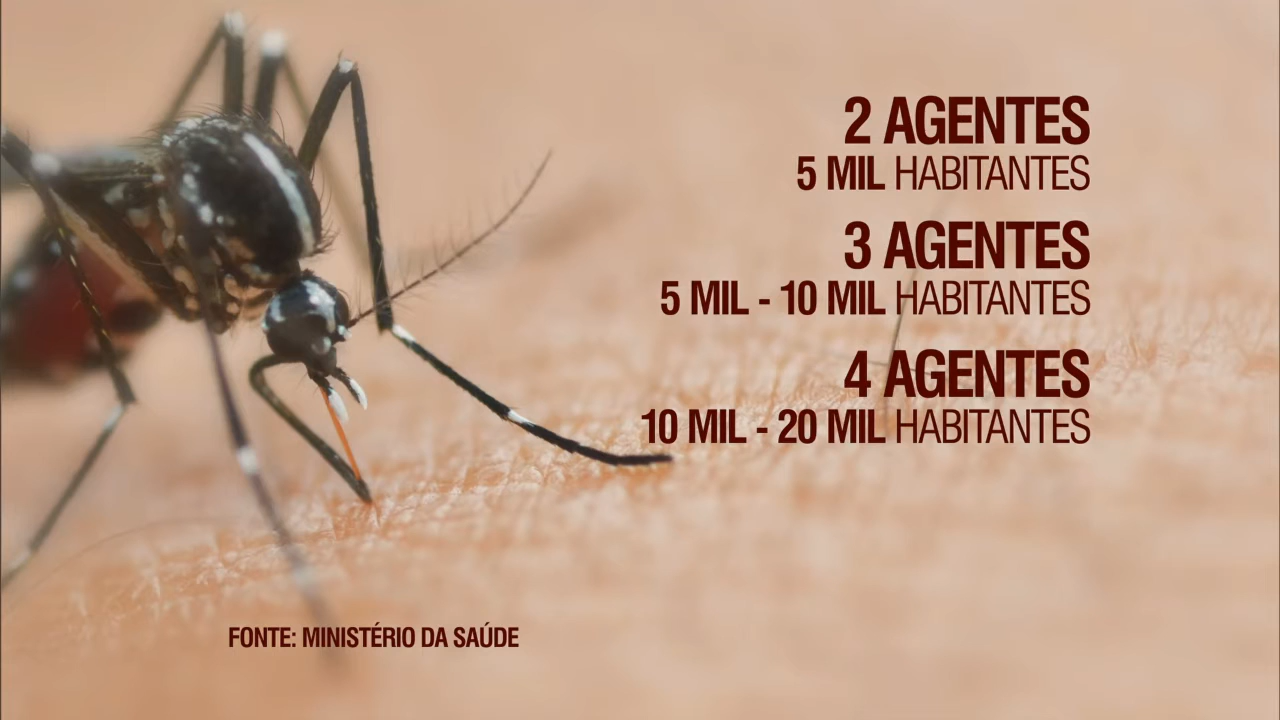 2 AGENTES
5 MIL HABITANTES
3 AGENTES
5 MIL - 10 MIL HABITANTES
4 AGENTES
10 MIL - 20 MIL HABITANTES
FONTE: MINISTÉRIO DA SAÚDE